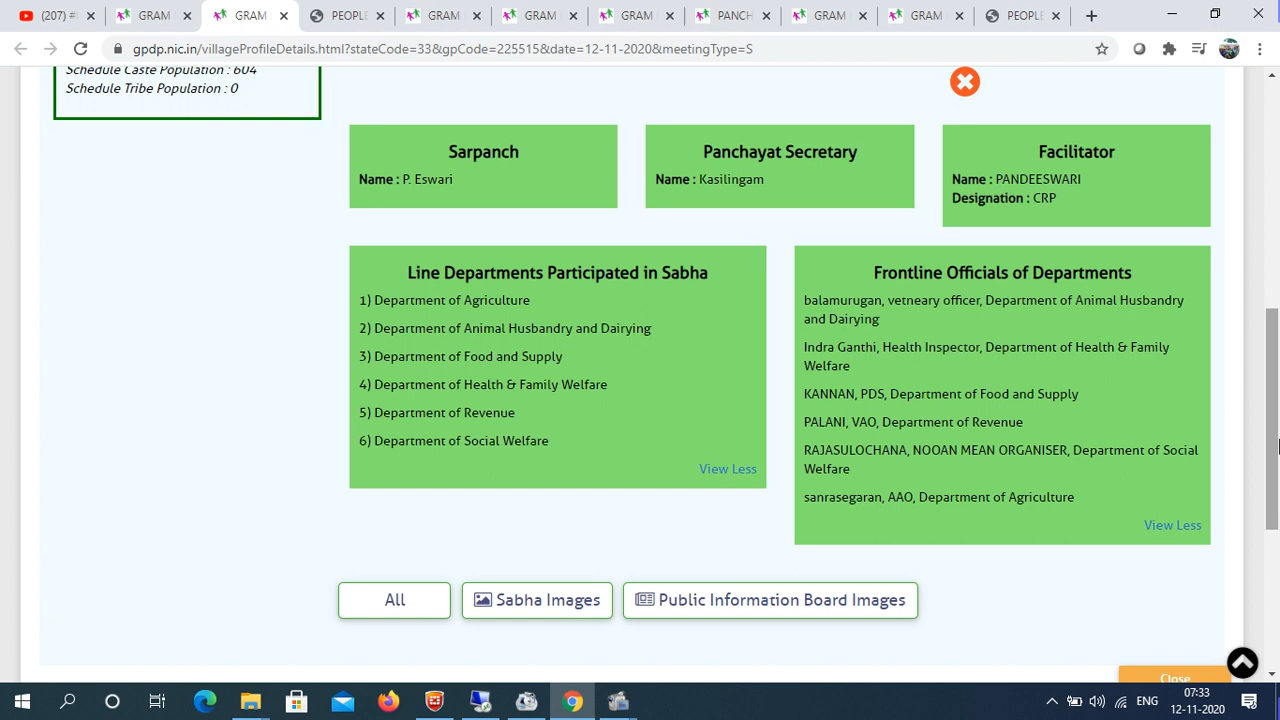 (207) #
GRAM
GRAM
PEOPLE
GRAM
GRAM
GRAM
PANCH
GRAM
GRAM
PEOPLE
gpdp.nic.in/villageProfileDetails.html?stateCode=33&gpCode=225515&date=12-11-2020&meetingType=S
Schedule Caste Population : 604
Schedule Tribe Population : 0
Sarpanch
Name : P. Eswari
Panchayat Secretary
Name : Kasilingam
Facilitator
Name : PANDEESWARI
Designation : CRP
Line Departments Participated in Sabha
1) Department of Agriculture
2) Department of Animal Husbandry and Dairying
3) Department of Food and Supply
4) Department of Health & Family Welfare
5) Department of Revenue
6) Department of Social Welfare
View Less
Frontline Officials of Departments
balamurugan, vetneary officer, Department of Animal Husbandry
and Dairying
Indra Ganthi, Health Inspector, Department of Health & Family
Welfare
KANNAN, PDS, Department of Food and Supply
PALANI, VAO, Department of Revenue
RAJASULOCHANA, NOOAN MEAN ORGANISER, Department of Social
Welfare
sanrasegaran, AAO, Department of Agriculture
View Less
All
Sabha Images
Public Information Board Images
Close
ENG
07:33
12-11-2020